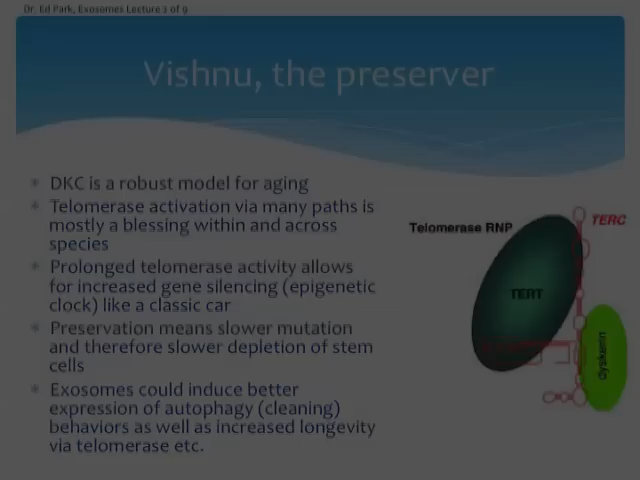 Dr. Ed Park, Exosomes Lecture 2 of 9
Vishnu, the preserver
DKC is a robust model for aging
Telomerase activation via many paths is
mostly a blessing within and across
species
Prolonged telomerase activity allows
for increased gene silencing (epigenetic
clock) like a classic car
Preservation means slower mutation
and therefore slower depletion of stem
cells
Exosomes could induce better
expression of autophagy (cleaning)
behaviors as well as increased longevity
via telomerase etc.
Telomerase RNP
TERC
TERT
dyskerin